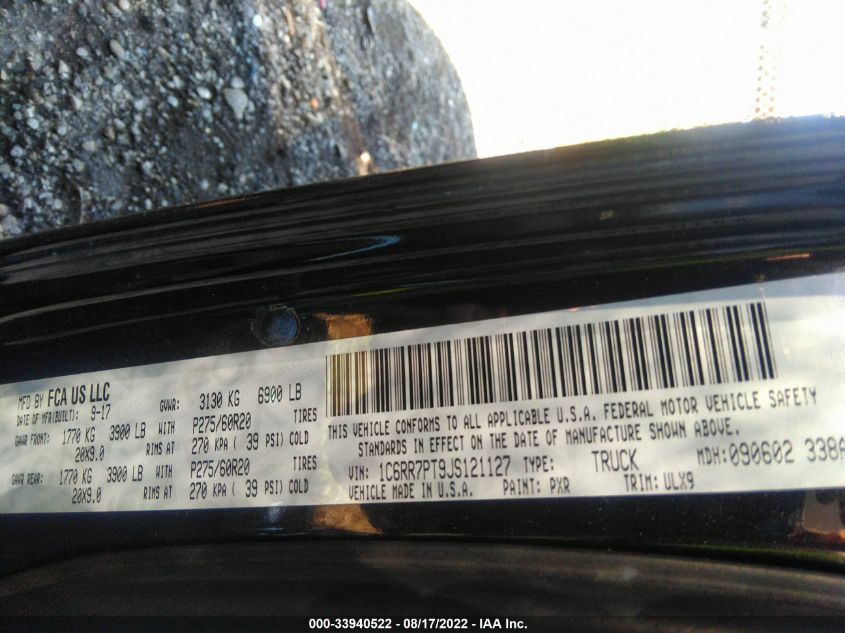 MFD BY FCA US LLC
DATE OF MFR(BUILT): 9-17
GVWR: 3130 KG 6900 LB
GAWR FRONT: 1770 KG 3900 LB WITH P275/60R20 TIRES
20X9.0 RIMS AT 270 KPA ( 39 PSI) COLD
GAWR REAR: 1770 KG 3900 LB WITH P275/60R20 TIRES
20X9.0 RIMS AT 270 KPA ( 39 PSI) COLD
THIS VEHICLE CONFORMS TO ALL APPLICABLE U.S.A. FEDERAL MOTOR VEHICLE SAFETY
STANDARDS IN EFFECT ON THE DATE OF MANUFACTURE SHOWN ABOVE.
VIN: 1C6RR7PT9JS121127 TYPE: TRUCK MDH: 090602 338A
VEHICLE MADE IN U.S.A. PAINT: PXR TRIM: ULX9
000-33940522 - 08/17/2022 - IAA Inc.